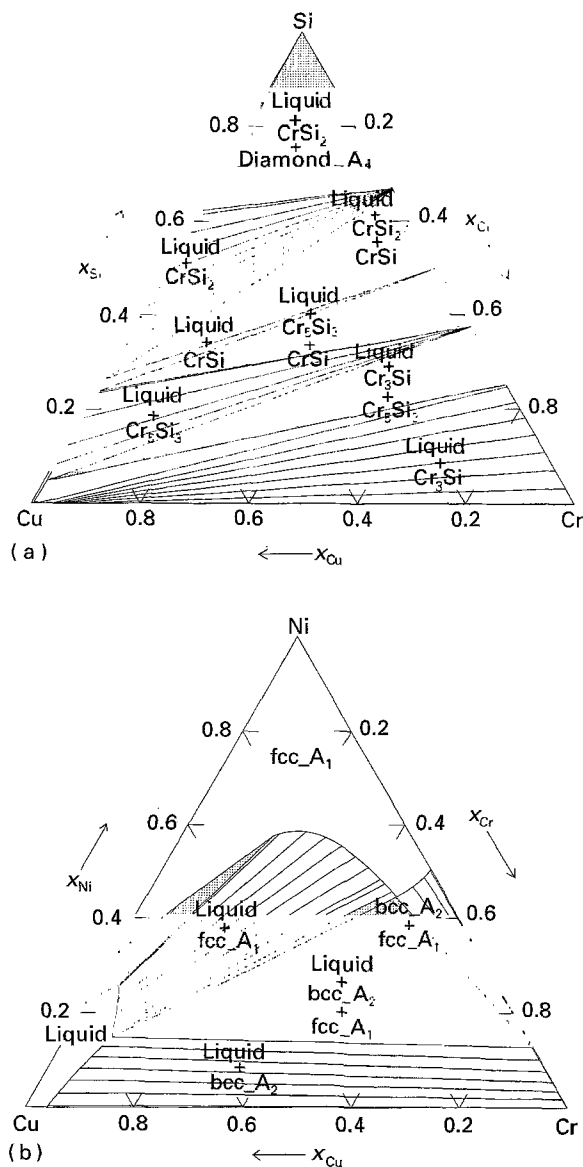 Si
Liquid
+
0.8 CrSi₂ 0.2
+
Diamond_A₄
Liquid
0.6 + 0.4
Liquid CrSi₂
+ +
CrSi₂ CrSi
0.4 Liquid Liquid 0.6
+ +
CrSi Cr₅Si₃
+
CrSi
Liquid
+
Cr₃Si
+
Cr₅Si₃
0.2 Liquid 0.8
+
Cr₅Si₃
Liquid
+
Cr₃Si
Cu 0.8 0.6 0.4 0.2 Cr
(a) ← xCu
Ni
0.8 0.2
fcc_A₁
0.6 0.4
xNi xCr
0.4 Liquid bcc_A₂ 0.6
+ +
fcc_A₁ fcc_A₁
Liquid
+
bcc_A₂
+
fcc_A₁
0.2 0.8
Liquid
Liquid
+
bcc_A₂
Cu 0.8 0.6 0.4 0.2 Cr
(b) ← xCu